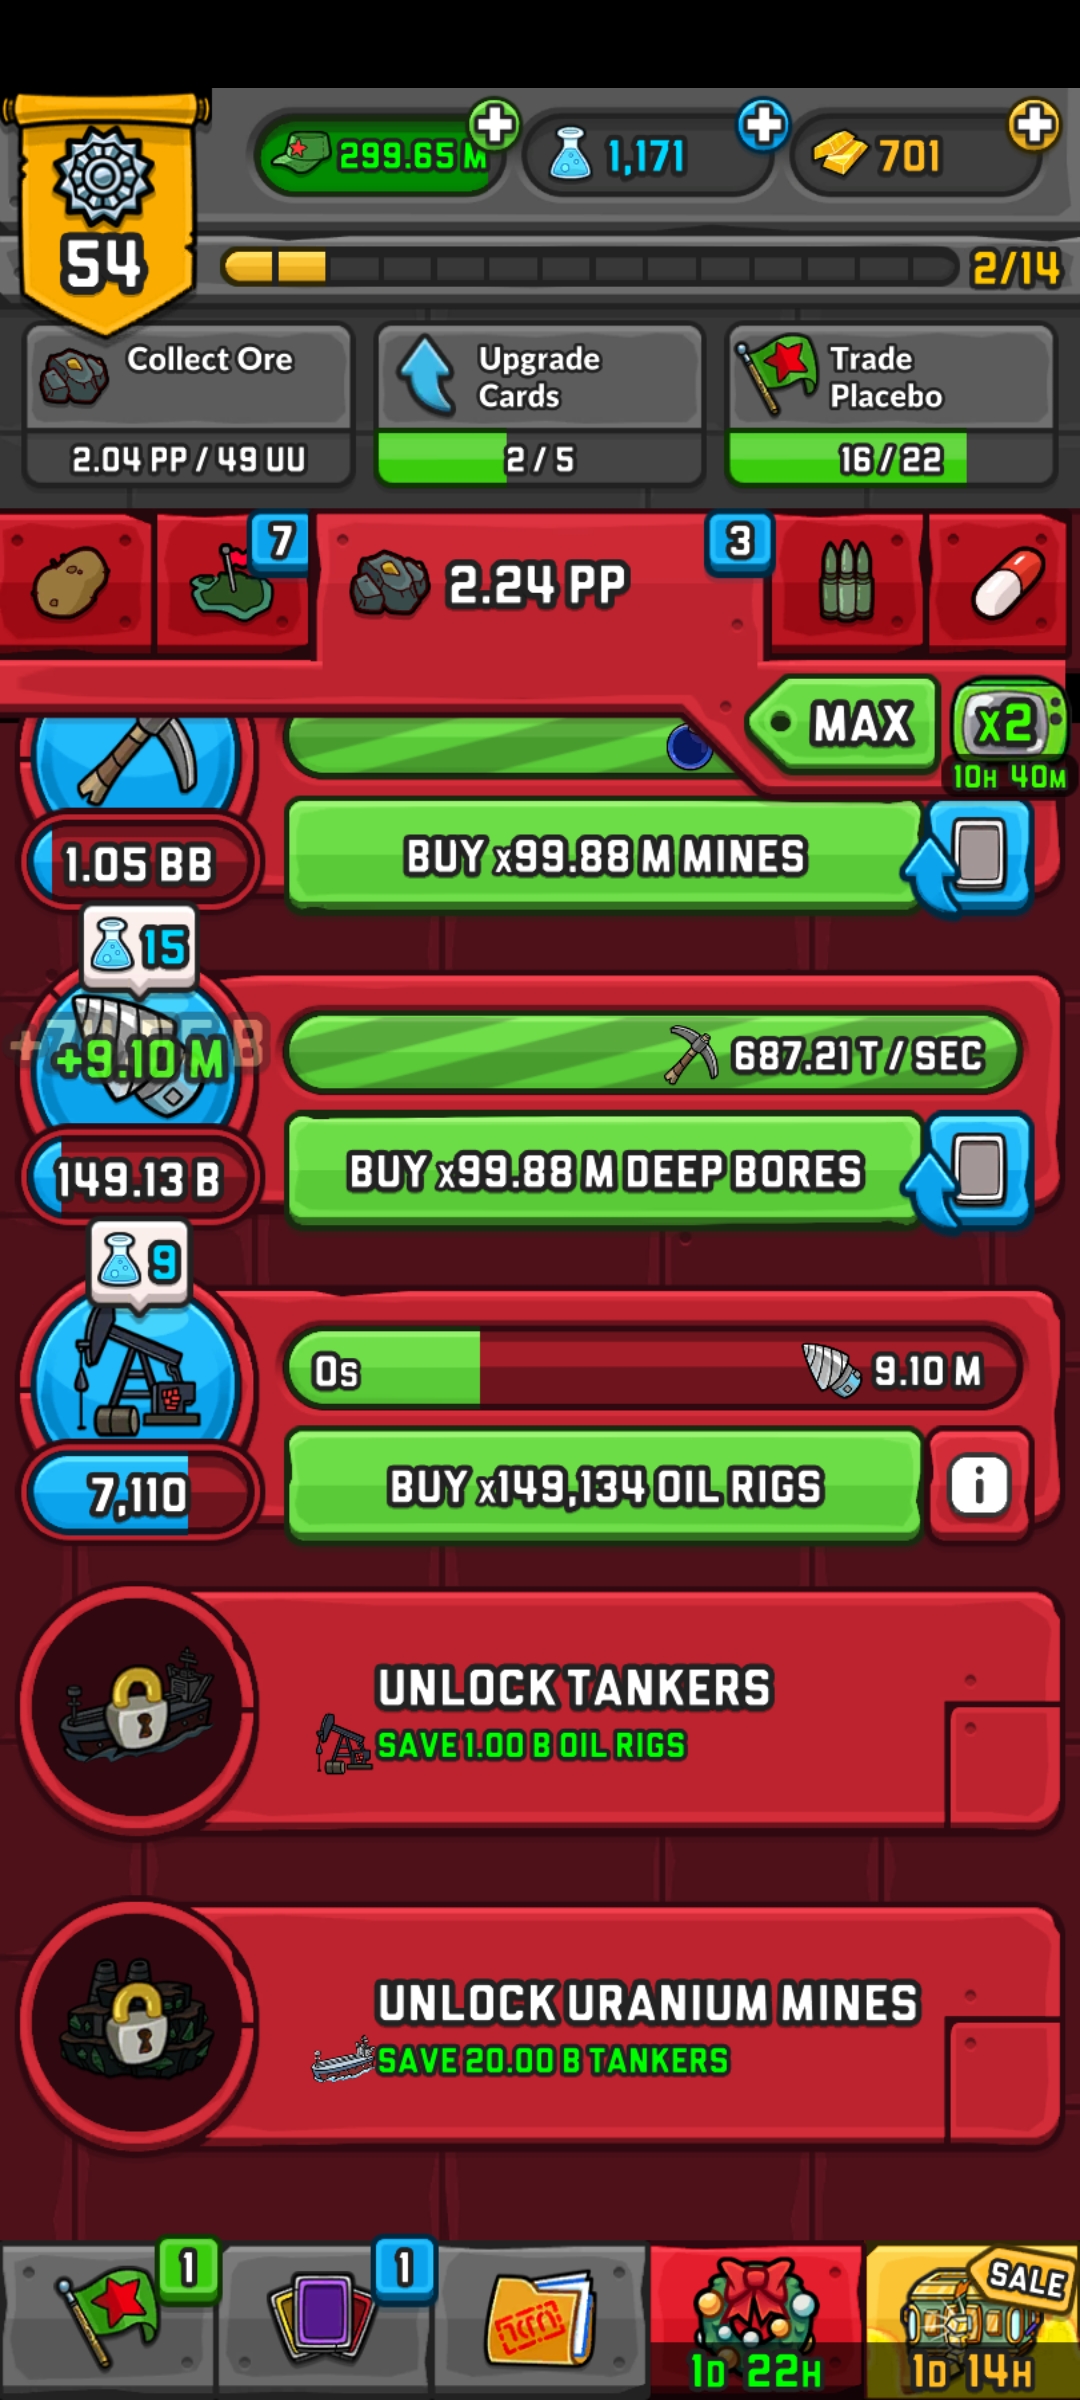 299.65 M
1,171
701
54
2/14
Collect Ore
2.04 PP / 49 UU
Upgrade
Cards
2 / 5
Trade
Placebo
16 / 22
7
2.24 PP
3
MAX
x2
10H 40M
1.05 BB
BUY x99.88 M MINES
15
+9.10 M
687.21 T / SEC
149.13 B
BUY x99.88 M DEEP BORES
9
0s
9.10 M
7,110
BUY x149,134 OIL RIGS
i
UNLOCK TANKERS
SAVE 1.00 B OIL RIGS
UNLOCK URANIUM MINES
SAVE 20.00 B TANKERS
1
1
SALE
1D 22H
1D 14H